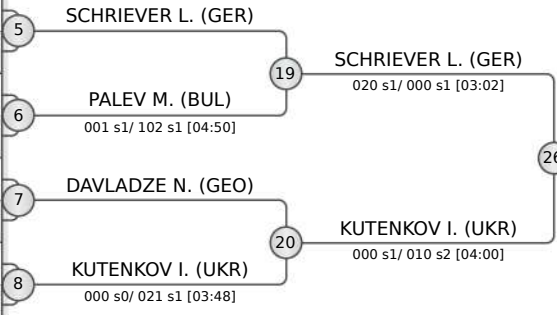 SCHRIEVER L. (GER)
5
19
SCHRIEVER L. (GER)
020 s1/ 000 s1 [03:02]
PALEV M. (BUL)
6
001 s1/ 102 s1 [04:50]
26
DAVLADZE N. (GEO)
7
20
KUTENKOV I. (UKR)
000 s1/ 010 s2 [04:00]
KUTENKOV I. (UKR)
8
000 s0/ 021 s1 [03:48]